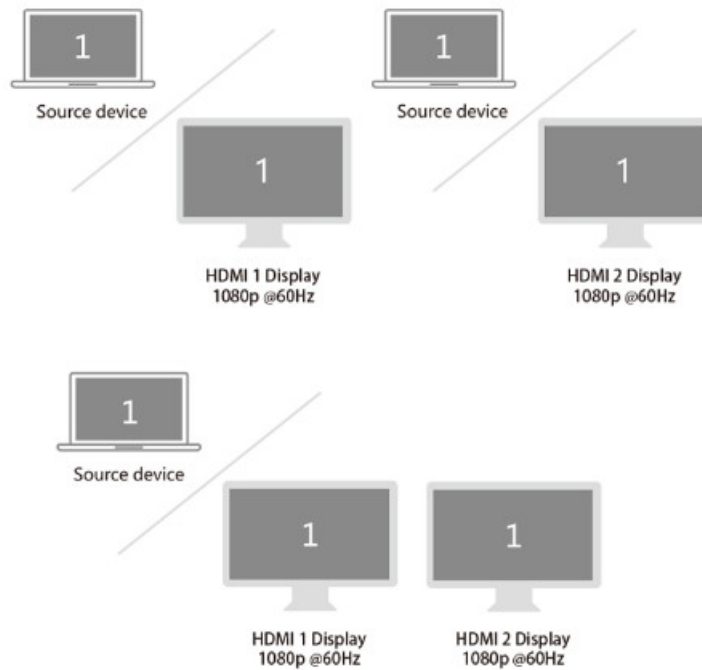 1
Source device
1
HDMI 1 Display
1080p @60Hz
1
Source device
1
HDMI 2 Display
1080p @60Hz
1
Source device
1
HDMI 1 Display
1080p @60Hz
1
HDMI 2 Display
1080p @60Hz